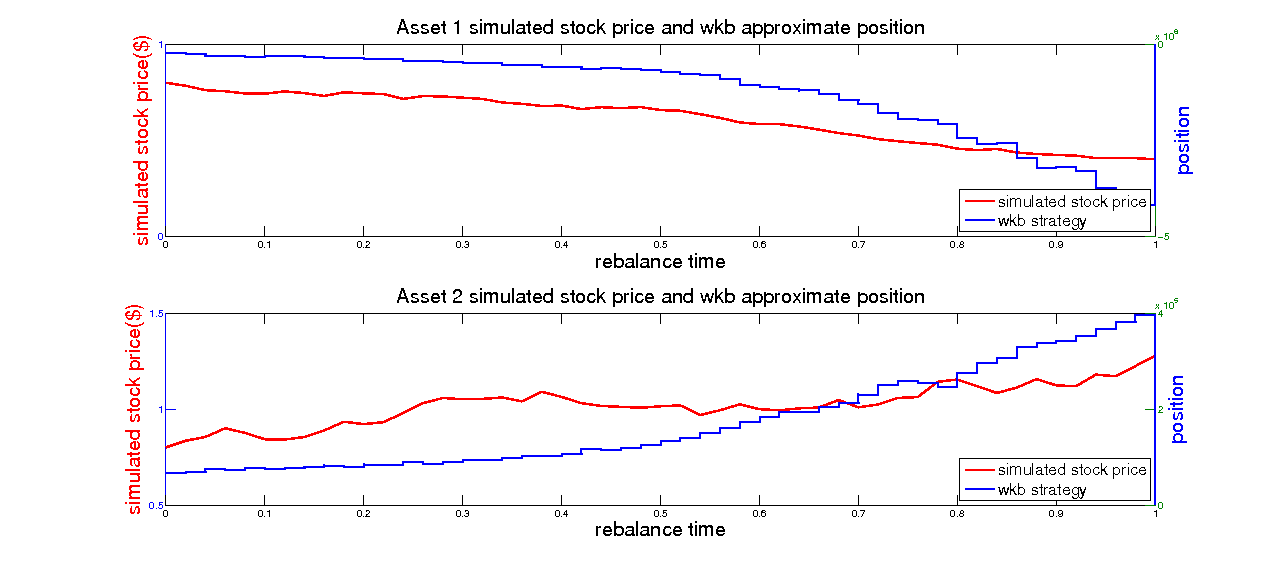 Asset 1 simulated stock price and wkb approximate position
simulated stock price($)
1
0
x 10
0
-5
position
simulated stock price
wkb strategy
0 0.1 0.2 0.3 0.4 0.5 0.6 0.7 0.8 0.9 1
rebalance time
Asset 2 simulated stock price and wkb approximate position
simulated stock price($)
1.5
1
0.5
x 10
4
2
0
position
simulated stock price
wkb strategy
0 0.1 0.2 0.3 0.4 0.5 0.6 0.7 0.8 0.9 1
rebalance time